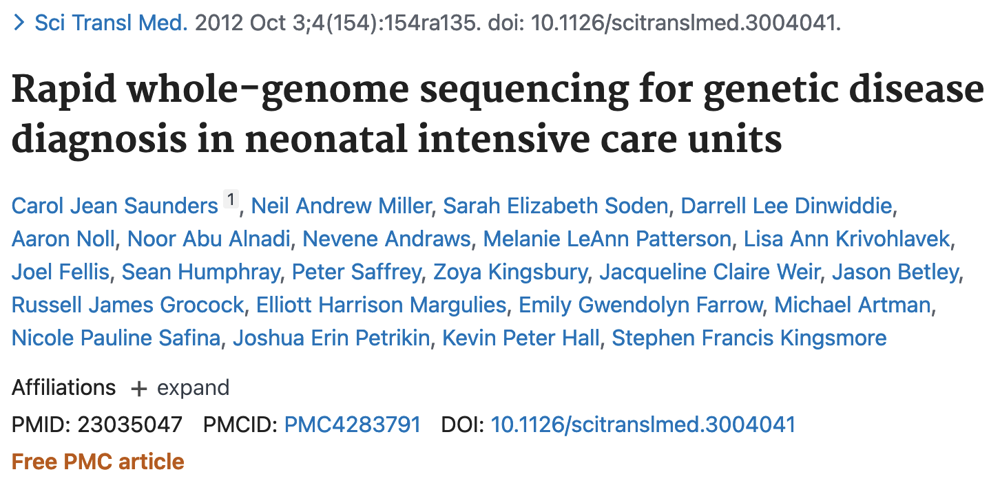 > Sci Transl Med. 2012 Oct 3;4(154):154ra135. doi: 10.1126/scitranslmed.3004041.
Rapid whole-genome sequencing for genetic disease
diagnosis in neonatal intensive care units
Carol Jean Saunders 1, Neil Andrew Miller, Sarah Elizabeth Soden, Darrell Lee Dinwiddie,
Aaron Noll, Noor Abu Alnadi, Nevene Andraws, Melanie LeAnn Patterson, Lisa Ann Krivohlavek,
Joel Fellis, Sean Humphray, Peter Saffrey, Zoya Kingsbury, Jacqueline Claire Weir, Jason Betley,
Russell James Grocock, Elliott Harrison Margulies, Emily Gwendolyn Farrow, Michael Artman,
Nicole Pauline Safina, Joshua Erin Petrikin, Kevin Peter Hall, Stephen Francis Kingsmore
Affiliations + expand
PMID: 23035047 PMCID: PMC4283791 DOI: 10.1126/scitranslmed.3004041
Free PMC article